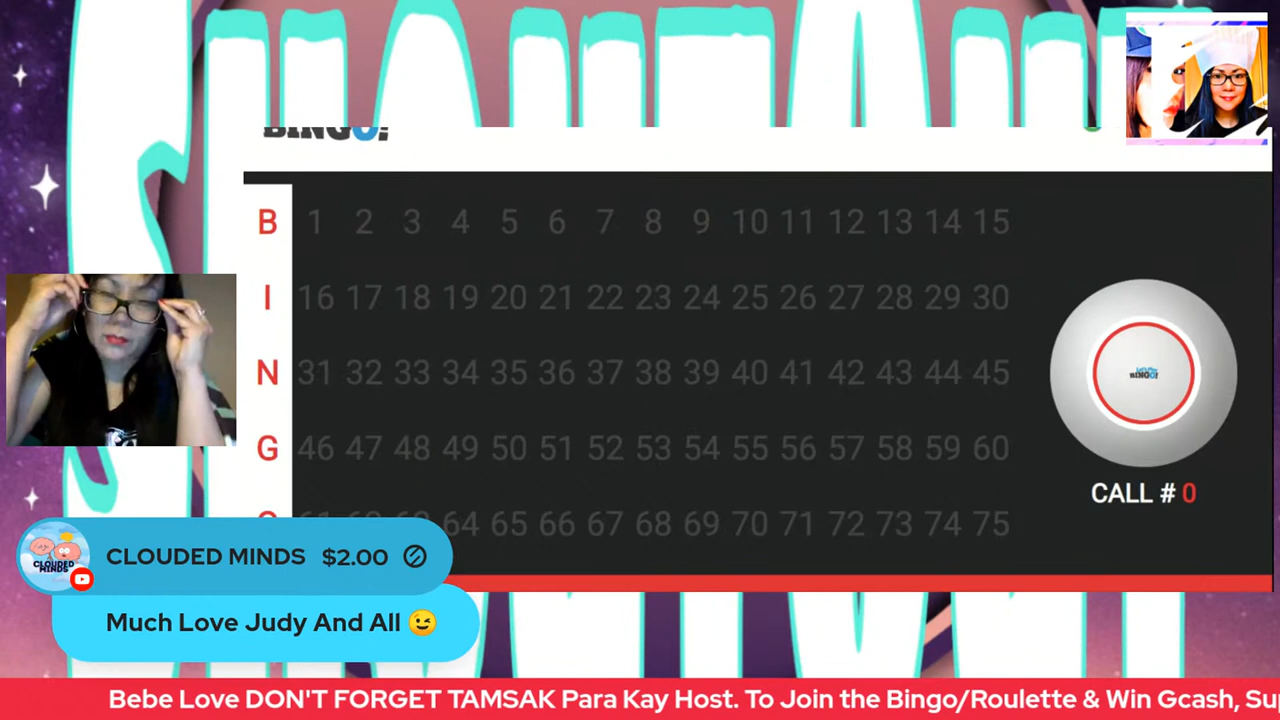 BINGO!
B 1 2 3 4 5 6 7 8 9 10 11 12 13 14 15
I 16 17 18 19 20 21 22 23 24 25 26 27 28 29 30
N 31 32 33 34 35 36 37 38 39 40 41 42 43 44 45
G 46 47 48 49 50 51 52 53 54 55 56 57 58 59 60
64 65 66 67 68 69 70 71 72 73 74 75
BINGO!
CALL # 0
CLOUDED MINDS $2.00
CLOUDED
MINDS
Much Love Judy And All 😉
Bebe Love DON'T FORGET TAMSAK Para Kay Host. To Join the Bingo/Roulette & Win Gcash,